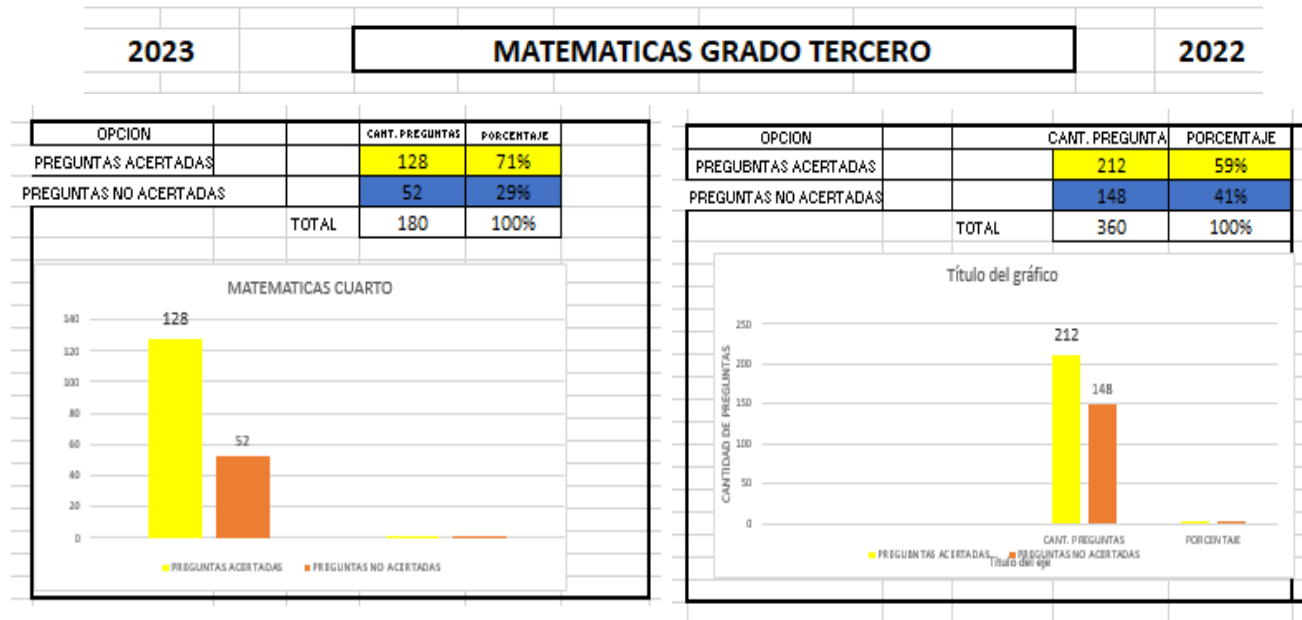 2023 MATEMATICAS GRADO TERCERO 2022
OPCION CANT. PREGUNTAS PORCENTAJE
PREGUNTAS ACERTADAS 128 71%
PREGUNTAS NO ACERTADAS 52 29%
TOTAL 180 100%
MATEMATICAS CUARTO
140
128
120
100
80
60
52
40
20
0
PREGUNTAS ACERTADAS PREGUNTAS NO ACERTADAS
OPCION CANT. PREGUNTA PORCENTAJE
PREGUBNTAS ACERTADAS 212 59%
PREGUNTAS NO ACERTADAS 148 41%
TOTAL 360 100%
Título del gráfico
CANTIDAD DE PREGUNTAS
250
212
200
148
150
100
50
0
CANT. PREGUNTAS PORCENTAJE
PREGUBNTAS ACERTADAS... PREGUNTAS NO ACERTADAS
Título del eje